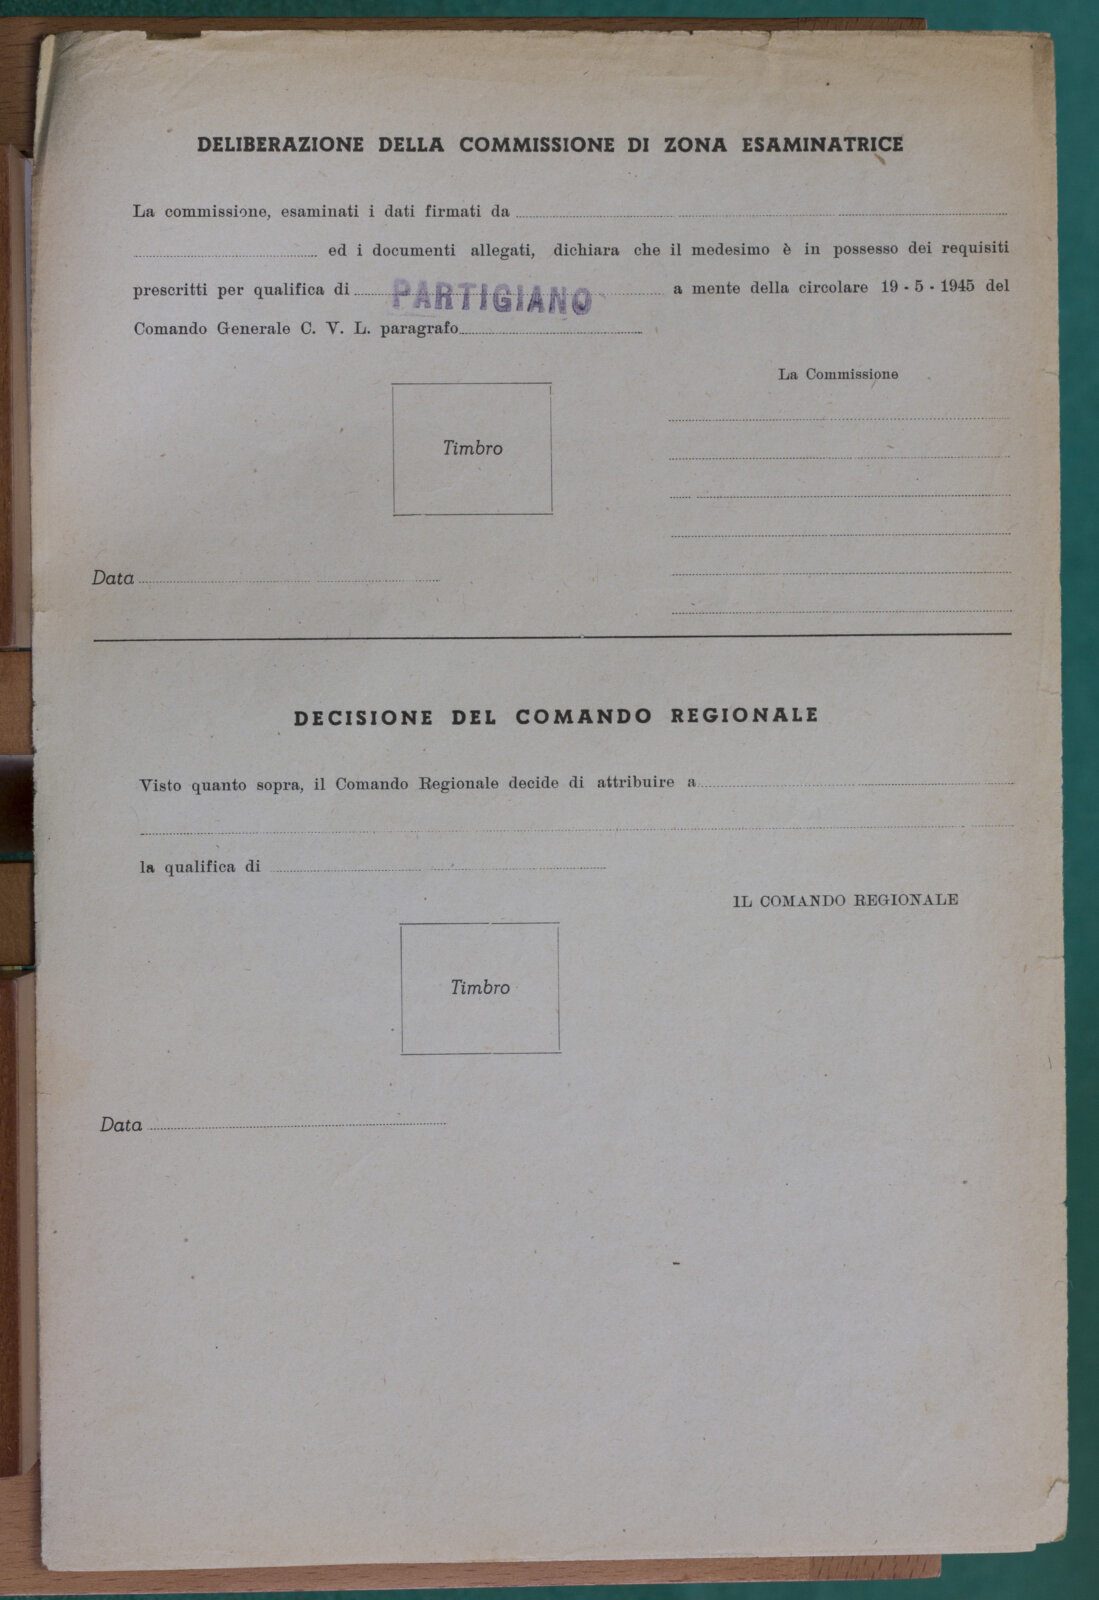 DELIBERAZIONE DELLA COMMISSIONE DI ZONA ESAMINATRICE
La commissione, esaminati i dati firmati da
ed i documenti allegati, dichiara che il medesimo è in possesso dei requisiti
prescritti per qualifica di PARTIGIANO a mente della circolare 19 - 5 - 1945 del
Comando Generale C. V. L. paragrafo
La Commissione
Timbro
Data
DECISIONE DEL COMANDO REGIONALE
Visto quanto sopra, il Comando Regionale decide di attribuire a
la qualifica di
IL COMANDO REGIONALE
Timbro
Data